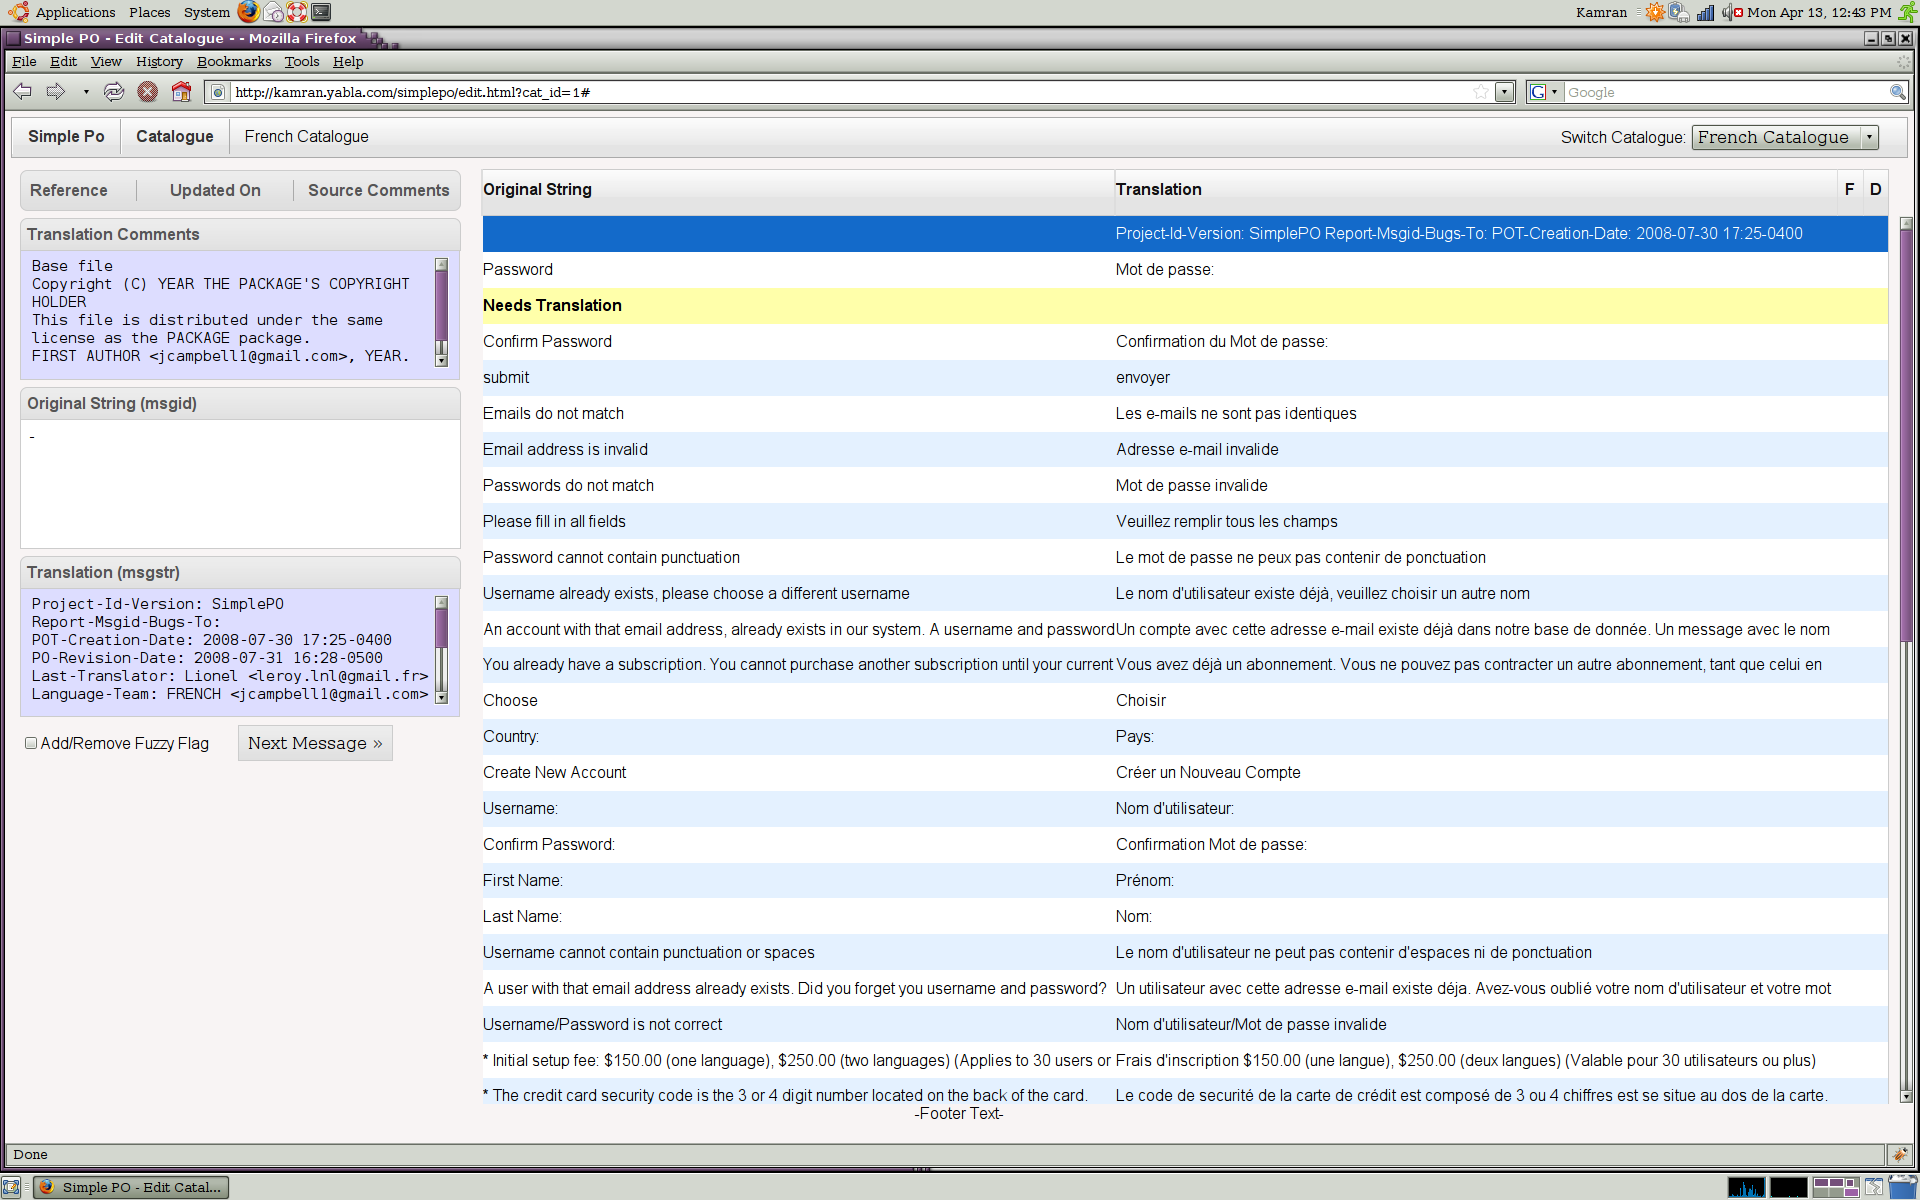 Applications Places System
Kamran Mon Apr 13, 12:43 PM
Simple PO - Edit Catalogue - - Mozilla Firefox
File Edit View History Bookmarks Tools Help
http://kamran.yabla.com/simplepo/edit.html?cat_id=1#
G Google
Simple Po Catalogue French Catalogue
Switch Catalogue: French Catalogue
Reference Updated On Source Comments
Translation Comments
Base file
Copyright (C) YEAR THE PACKAGE'S COPYRIGHT
HOLDER
This file is distributed under the same
license as the PACKAGE package.
FIRST AUTHOR <jcampbell1@gmail.com>, YEAR.
Original String (msgid)
-
Translation (msgstr)
Project-Id-Version: SimplePO
Report-Msgid-Bugs-To:
POT-Creation-Date: 2008-07-30 17:25-0400
PO-Revision-Date: 2008-07-31 16:28-0500
Last-Translator: Lionel <leroy.lnl@gmail.fr>
Language-Team: FRENCH <jcampbell1@gmail.com>
Add/Remove Fuzzy Flag Next Message »
Original String Translation F D
Project-Id-Version: SimplePO Report-Msgid-Bugs-To: POT-Creation-Date: 2008-07-30 17:25-0400
Password Mot de passe:
Needs Translation
Confirm Password Confirmation du Mot de passe:
submit envoyer
Emails do not match Les e-mails ne sont pas identiques
Email address is invalid Adresse e-mail invalide
Passwords do not match Mot de passe invalide
Please fill in all fields Veuillez remplir tous les champs
Password cannot contain punctuation Le mot de passe ne peux pas contenir de ponctuation
Username already exists, please choose a different username Le nom d'utilisateur existe déjà, veuillez choisir un autre nom
An account with that email address, already exists in our system. A username and password Un compte avec cette adresse e-mail existe déjà dans notre base de donnée. Un message avec le nom
You already have a subscription. You cannot purchase another subscription until your current Vous avez déjà un abonnement. Vous ne pouvez pas contracter un autre abonnement, tant que celui en
Choose Choisir
Country: Pays:
Create New Account Créer un Nouveau Compte
Username: Nom d'utilisateur:
Confirm Password: Confirmation Mot de passe:
First Name: Prénom:
Last Name: Nom:
Username cannot contain punctuation or spaces Le nom d'utilisateur ne peut pas contenir d'espaces ni de ponctuation
A user with that email address already exists. Did you forget you username and password? Un utilisateur avec cette adresse e-mail existe déja. Avez-vous oublié votre nom d'utilisateur et votre mot
Username/Password is not correct Nom d'utilisateur/Mot de passe invalide
* Initial setup fee: $150.00 (one language), $250.00 (two languages) (Applies to 30 users or Frais d'inscription $150.00 (une langue), $250.00 (deux langues) (Valable pour 30 utilisateurs ou plus)
* The credit card security code is the 3 or 4 digit number located on the back of the card. Le code de securité de la carte de crédit est composé de 3 ou 4 chiffres est se situe au dos de la carte.
-Footer Text-
Done
Simple PO - Edit Catal...